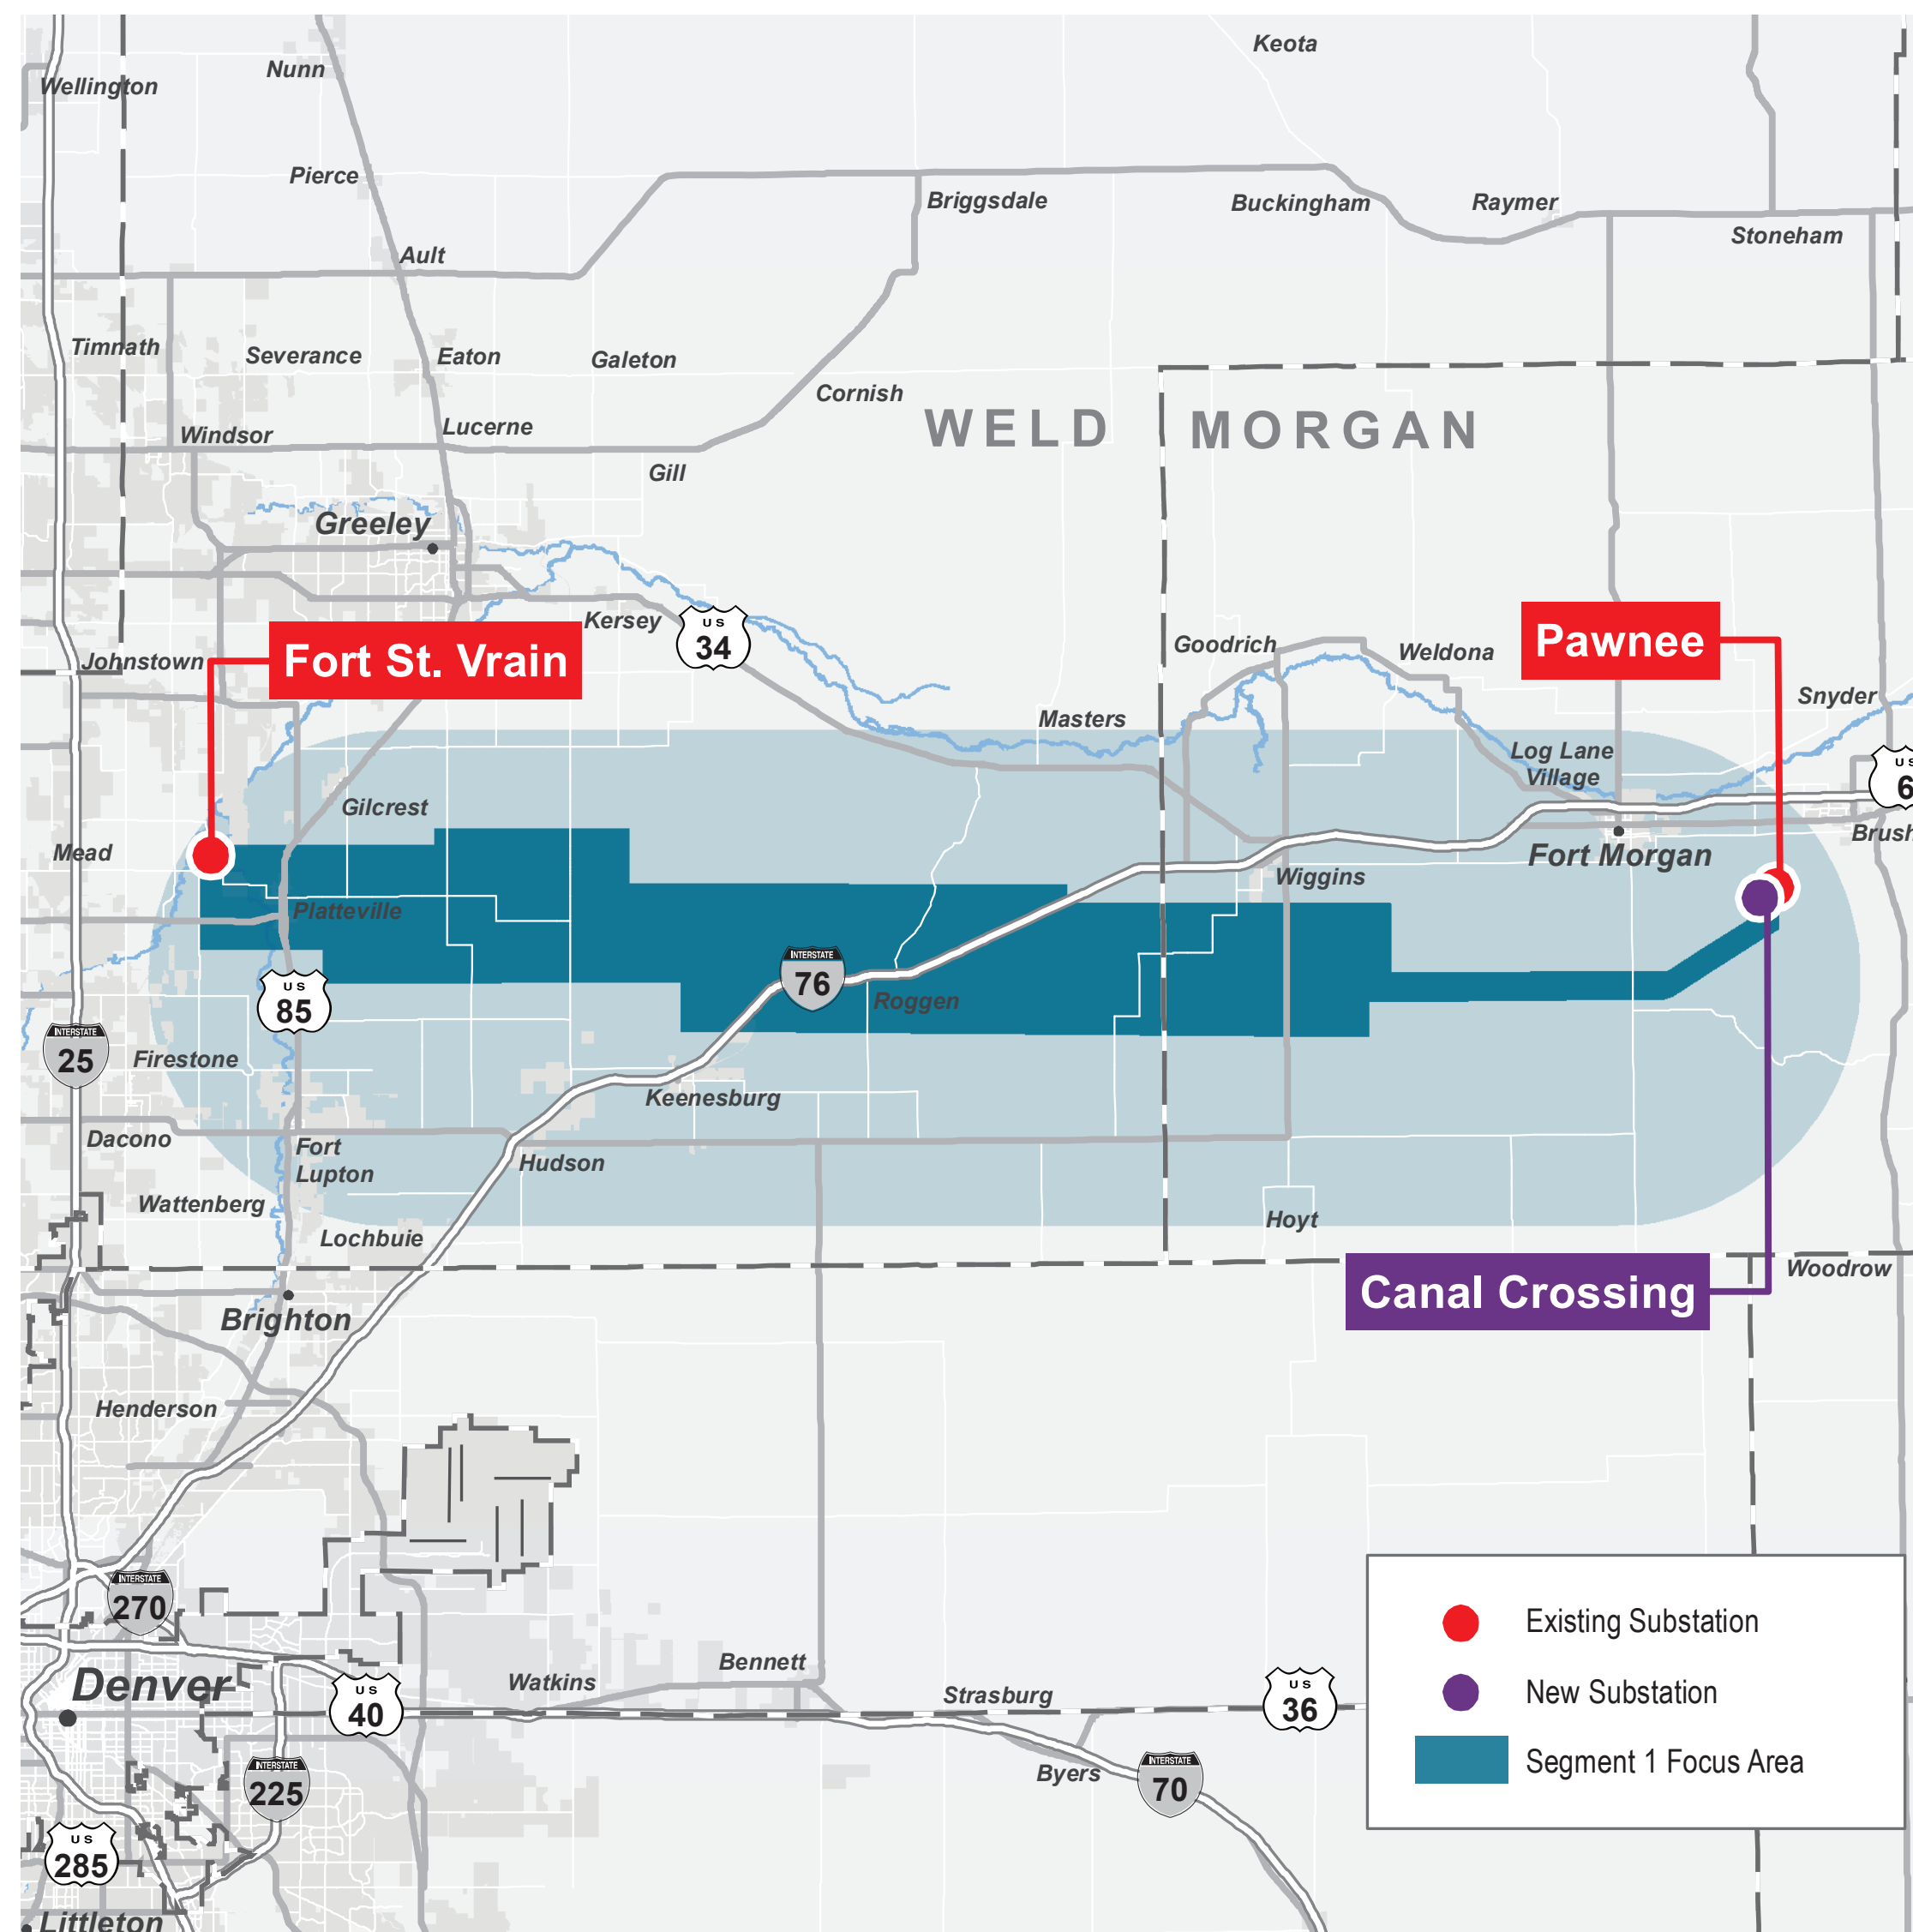 Keota
Nunn
Wellington
Pierce
Briggsdale
Buckingham
Raymer
Stoneham
Ault
Timnath
Severance
Eaton
Galeton
Cornish
WELD
MORGAN
Windsor
Lucerne
Gill
Greeley
Kersey
US
34
Goodrich
Weldona
Pawnee
Fort St. Vrain
Johnstown
Snyder
Masters
Log Lane
Village
US
6
Gilcrest
Brush
Mead
Fort Morgan
Wiggins
Platteville
INTERSTATE
76
Roggen
US
85
INTERSTATE
25
Firestone
Keenesburg
Dacono
Fort
Lupton
Hudson
Wattenberg
Hoyt
Lochbuie
Woodrow
Canal Crossing
Brighton
Henderson
INTERSTATE
270
Existing Substation
New Substation
Segment 1 Focus Area
Denver
Watkins
Bennett
Strasburg
US
40
US
36
INTERSTATE
225
Byers
INTERSTATE
70
US
285
Littleton